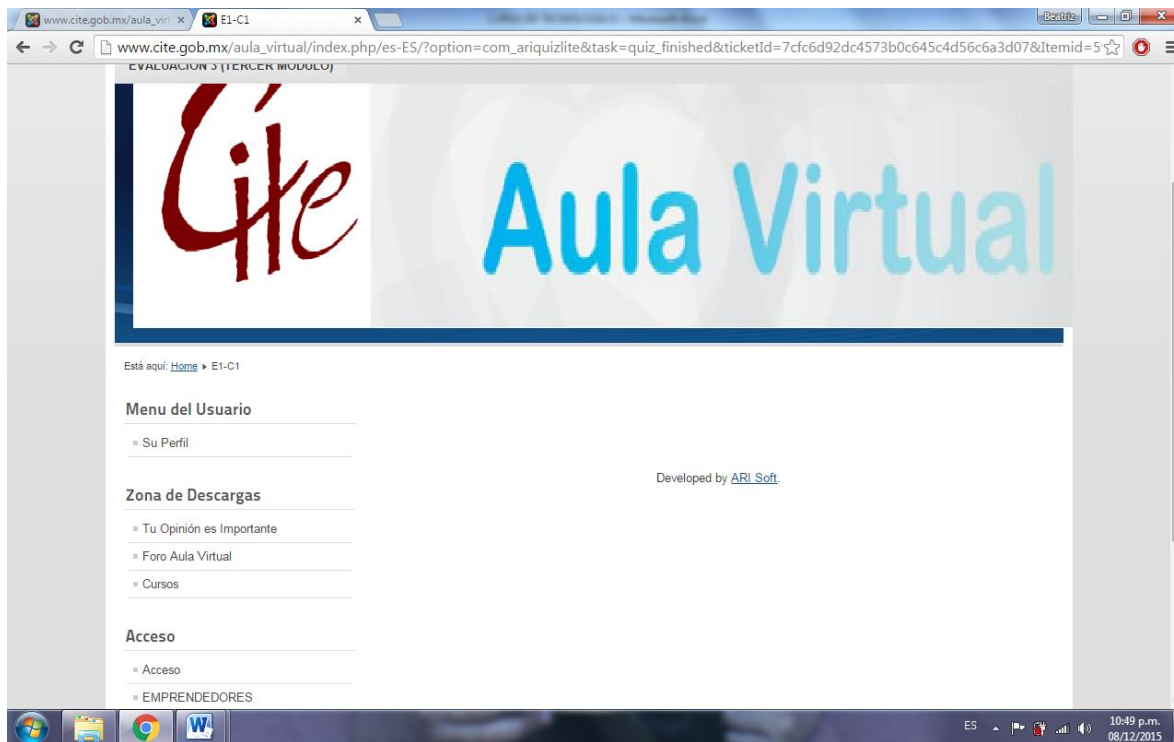 www.cite.gob.mx/aula_virt
E1-C1
Beatriz
www.cite.gob.mx/aula_virtual/index.php/es-ES/?option=com_ariquizlite&task=quiz_finished&ticketId=7cfc6d92dc4573b0c645c4d56c6a3d07&Itemid=5
EVALUACION 3 (TERCER MODULO)
Cite
Aula Virtual
Está aquí: Home ▸ E1-C1
Menu del Usuario
Su Perfil
Developed by ARI Soft.
Zona de Descargas
Tu Opinión es Importante
Foro Aula Virtual
Cursos
Acceso
Acceso
EMPRENDEDORES
ES
10:49 p.m.
08/12/2015